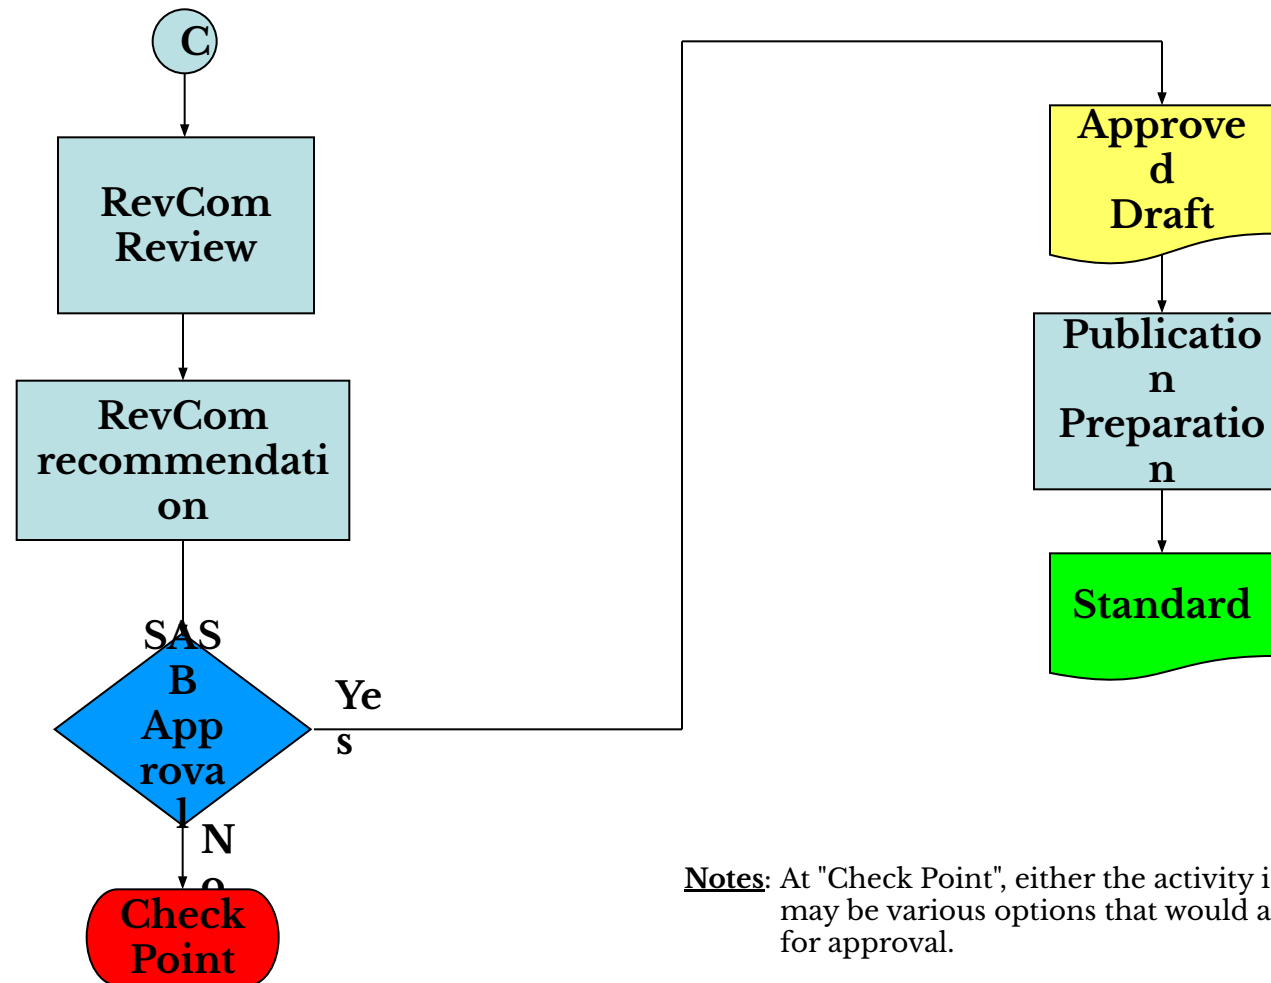 C
RevCom
Review
RevCom
recommendati
on
SAS
B
App
rova
l
Ye
s
N
o
Check
Point
Approve
d
Draft
Publicatio
n
Preparatio
n
Standard
Notes: At "Check Point", either the activity i
may be various options that would a
for approval.